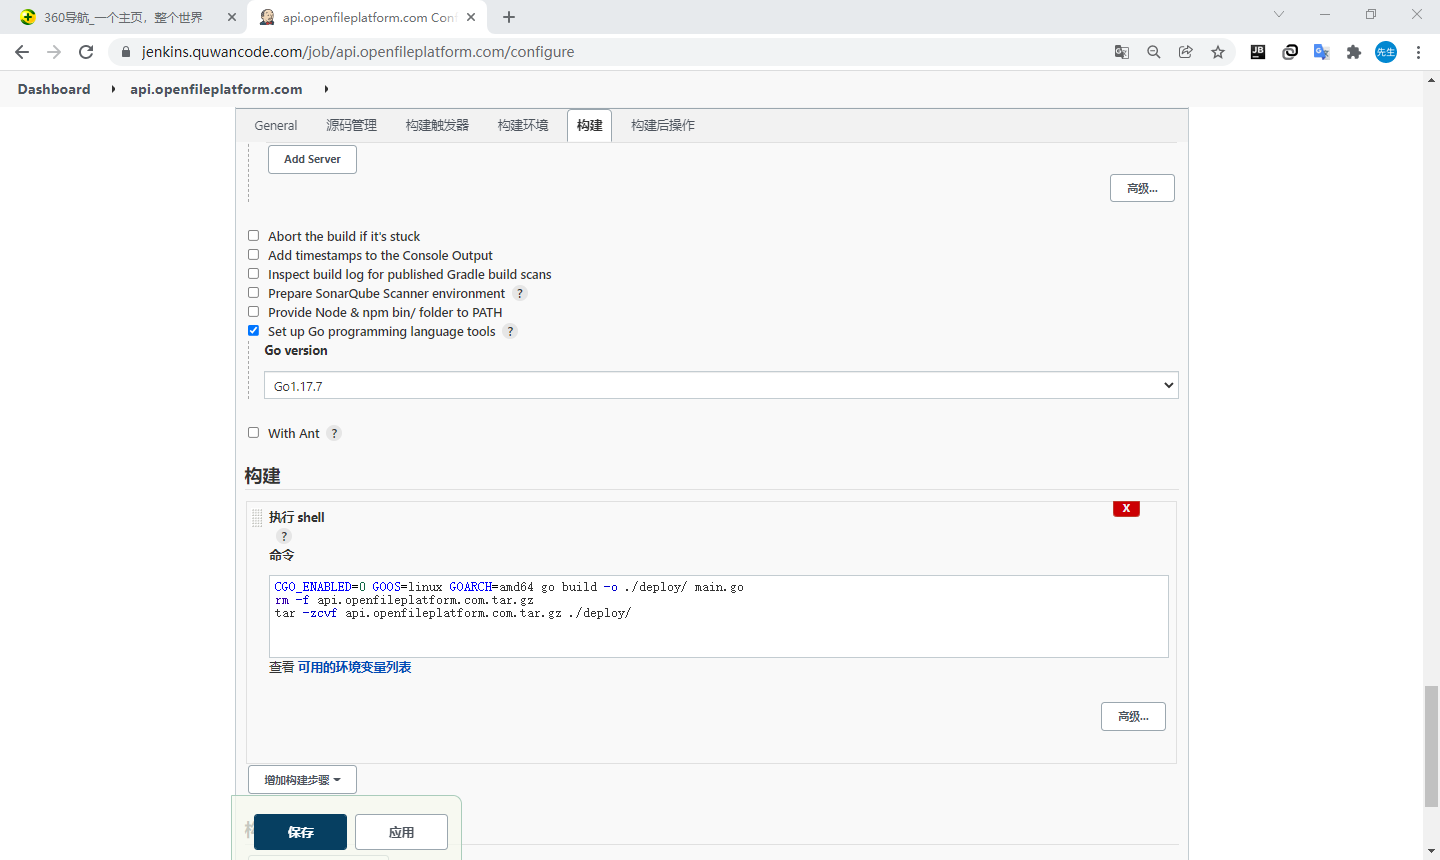 360导航_一个主页，整个世界
api.openfileplatform.com Conf
jenkins.quwancode.com/job/api.openfileplatform.com/configure
JB
先生
Dashboard
api.openfileplatform.com
General 源码管理 构建触发器 构建环境 构建 构建后操作
Add Server
高级...
Abort the build if it's stuck
Add timestamps to the Console Output
Inspect build log for published Gradle build scans
Prepare SonarQube Scanner environment ?
Provide Node & npm bin/ folder to PATH
Set up Go programming language tools ?
Go version
Go1.17.7
With Ant ?
构建
执行 shell
X
?
命令
CGO_ENABLED=0 GOOS=linux GOARCH=amd64 go build -o ./deploy/ main.go
rm -f api.openfileplatform.com.tar.gz
tar -zcvf api.openfileplatform.com.tar.gz ./deploy/
查看 可用的环境变量列表
高级...
增加构建步骤
保存 应用